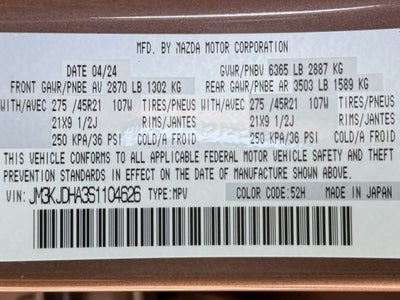 MFD. BY MAZDA MOTOR CORPORATION
DATE 04/24 GVWR/PNBV 6365 LB 2887 KG
FRONT GAWR/PNBE AV 2870 LB 1302 KG REAR GAWR/PNBE AR 3503 LB 1589 KG
WITH/AVEC 275 /45R21 107W TIRES/PNEUS WITH/AVEC 275 /45R21 107W TIRES/PNEUS
21X9 1/2J RIMS/JANTES 21X9 1/2J RIMS/JANTES
250 KPA/36 PSI COLD/A FROID 250 KPA/36 PSI COLD/A FROID
THIS VEHICLE CONFORMS TO ALL APPLICABLE FEDERAL MOTOR VEHICLE SAFETY AND THEFT
PREVENTION STANDARDS IN EFFECT ON THE DATE OF MANUFACTURE SHOWN ABOVE.
VIN: JM3KJDHA3S1104626 TYPE:MPV COLOR CODE:52H MADE IN JAPAN